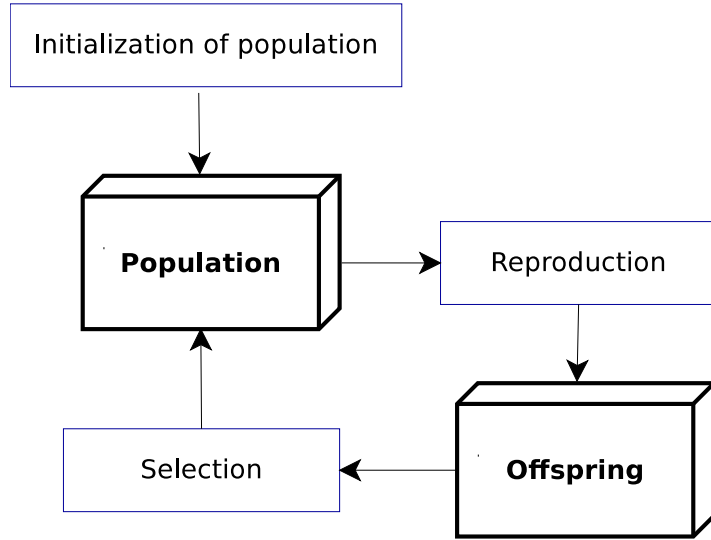 Initialization of population
Population
Reproduction
Selection
Offspring